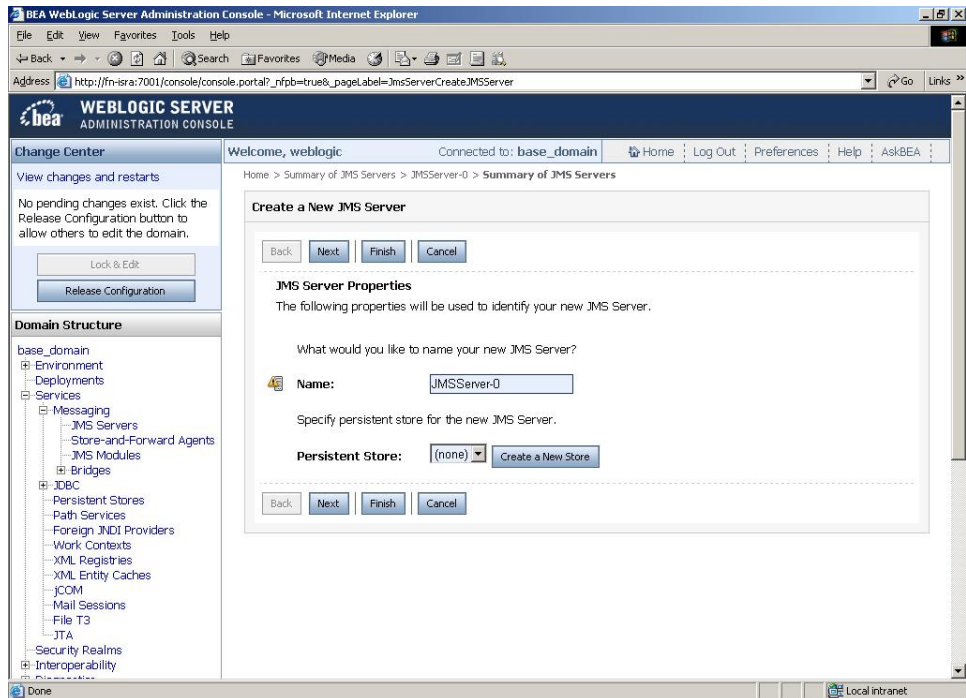 BEA WebLogic Server Administration Console - Microsoft Internet Explorer
File Edit View Favorites Tools Help
Back Search Favorites Media
Address http://fn-isra:7001/console/console.portal?_nfpb=true&_pageLabel=JmsServerCreateJMSServer Go Links »
bea WEBLOGIC SERVER
ADMINISTRATION CONSOLE
Change Center
View changes and restarts
No pending changes exist. Click the
Release Configuration button to
allow others to edit the domain.
Lock & Edit
Release Configuration
Domain Structure
base_domain
Environment
Deployments
Services
Messaging
JMS Servers
Store-and-Forward Agents
JMS Modules
Bridges
JDBC
Persistent Stores
Path Services
Foreign JNDI Providers
Work Contexts
XML Registries
XML Entity Caches
jCOM
Mail Sessions
File T3
JTA
Security Realms
Interoperability
Diagnostics
Welcome, weblogic Connected to: base_domain Home Log Out Preferences Help AskBEA
Home > Summary of JMS Servers > JMSServer-0 > Summary of JMS Servers
Create a New JMS Server
Back Next Finish Cancel
JMS Server Properties
The following properties will be used to identify your new JMS Server.
What would you like to name your new JMS Server?
Name: JMSServer-0
Specify persistent store for the new JMS Server.
Persistent Store: (none) Create a New Store
Back Next Finish Cancel
Done Local intranet